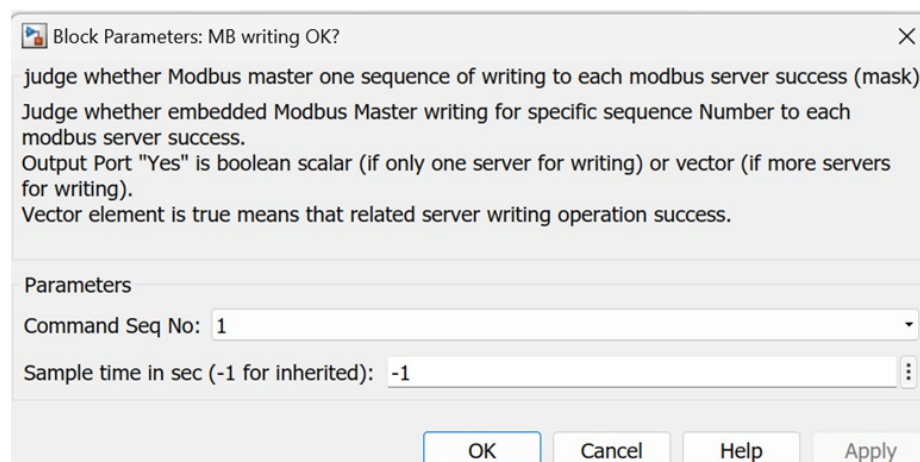 Block Parameters: MB writing OK?
judge whether Modbus master one sequence of writing to each modbus server success (mask)
Judge whether embedded Modbus Master writing for specific sequence Number to each
modbus server success.
Output Port "Yes" is boolean scalar (if only one server for writing) or vector (if more servers
for writing).
Vector element is true means that related server writing operation success.
Parameters
Command Seq No: 1
Sample time in sec (-1 for inherited): -1
OK Cancel Help Apply